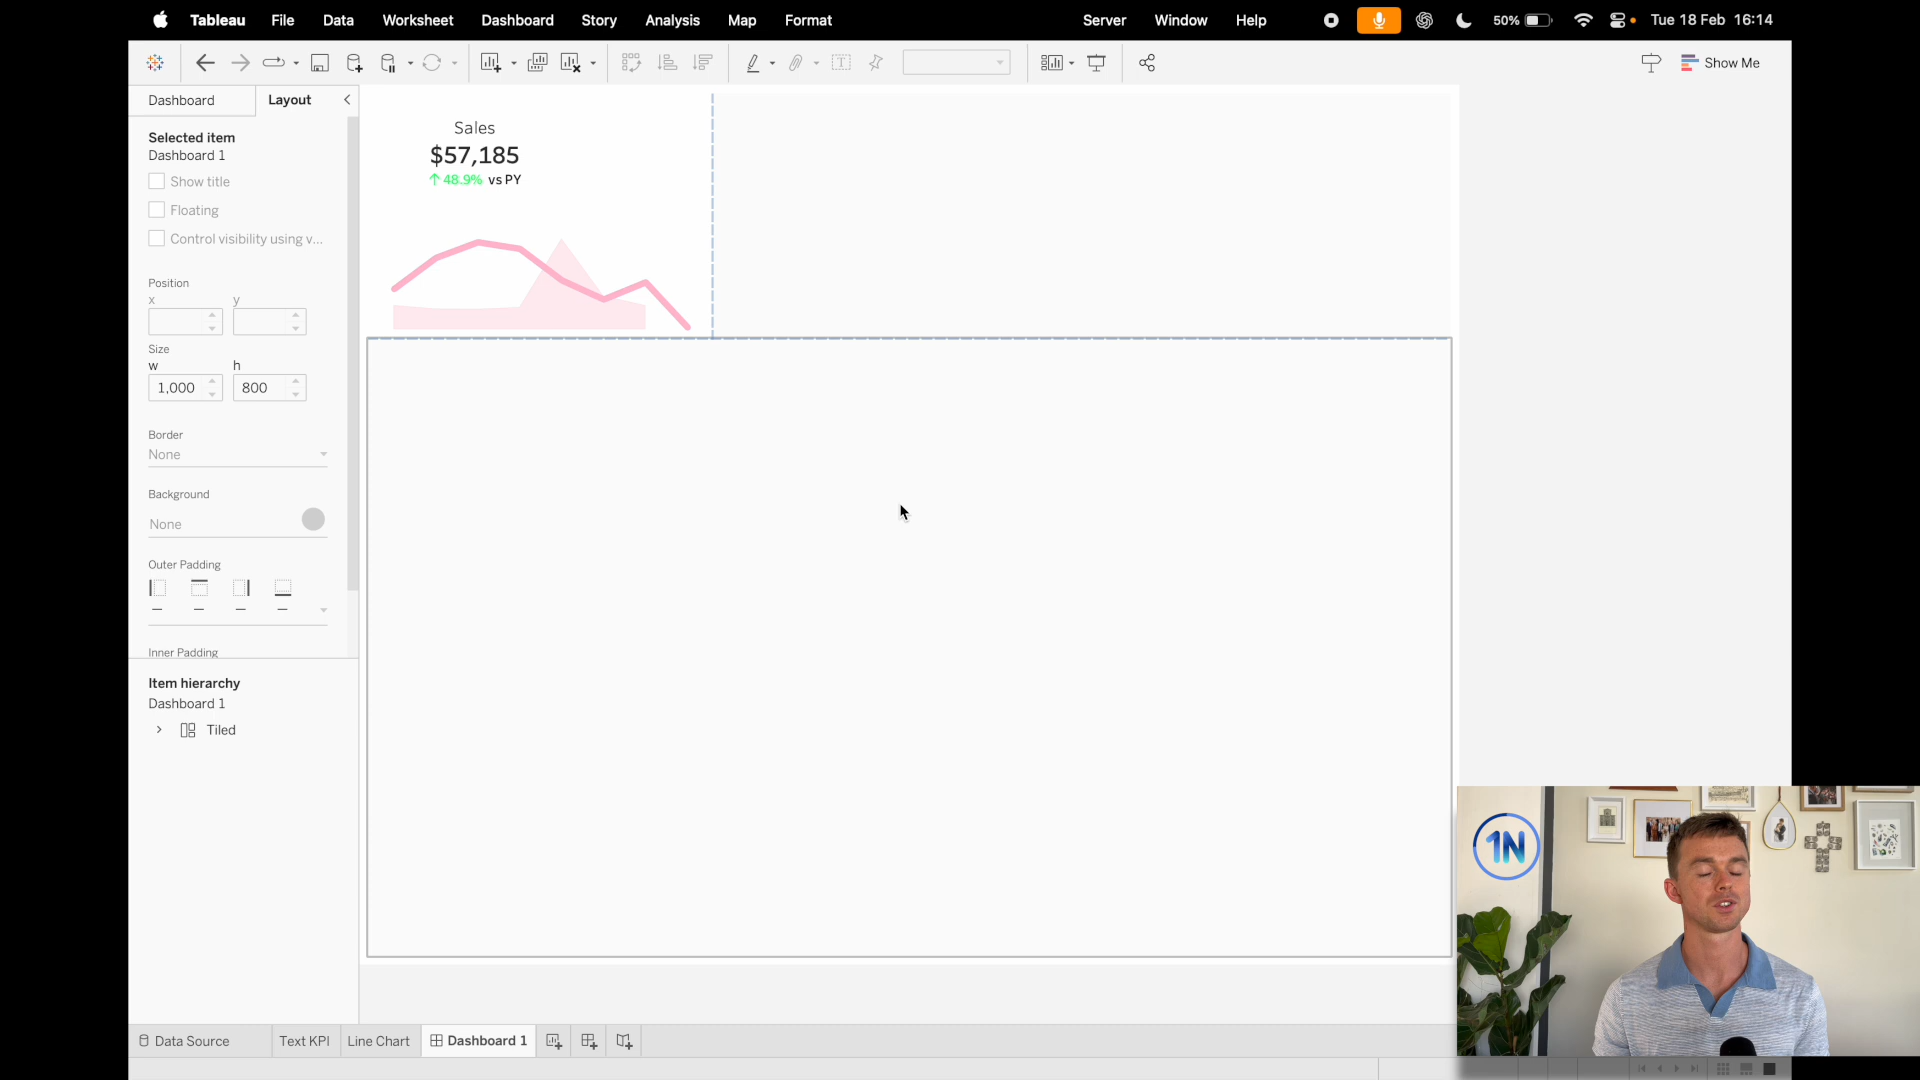 Tableau File Data Worksheet Dashboard Story Analysis Map Format Server Window Help 50% Tue 18 Feb 16:14
Show Me
Dashboard Layout
Selected item
Dashboard 1
Show title
Floating
Control visibility using v...
Position
x y
Size
w h
1,000 800
Border
None
Background
None
Outer Padding
Inner Padding
Item hierarchy
Dashboard 1
Tiled
Sales
$57,185
↑ 48.9% vs PY
1N
Data Source Text KPI Line Chart Dashboard 1